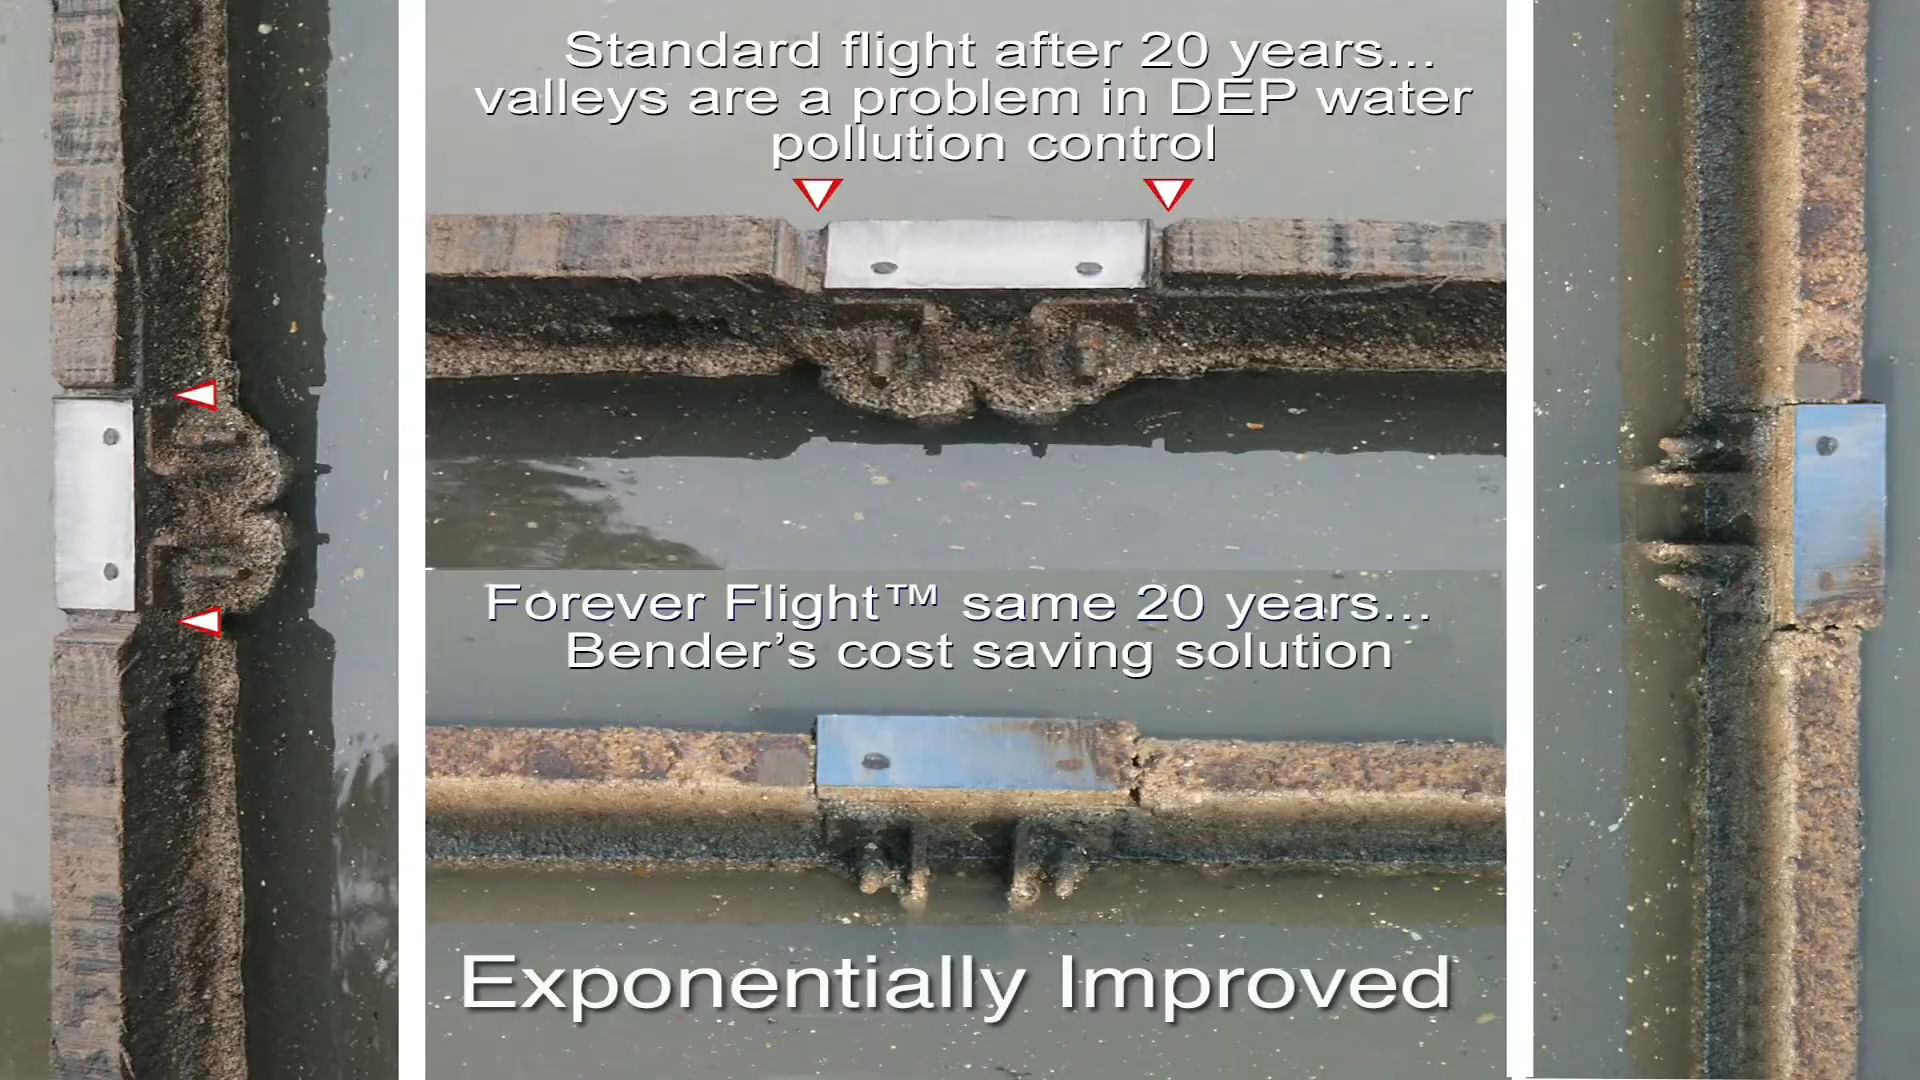 Standard flight after 20 years...
valleys are a problem in DEP water
pollution control
Forever Flight™ same 20 years...
Bender’s cost saving solution
Exponentially Improved